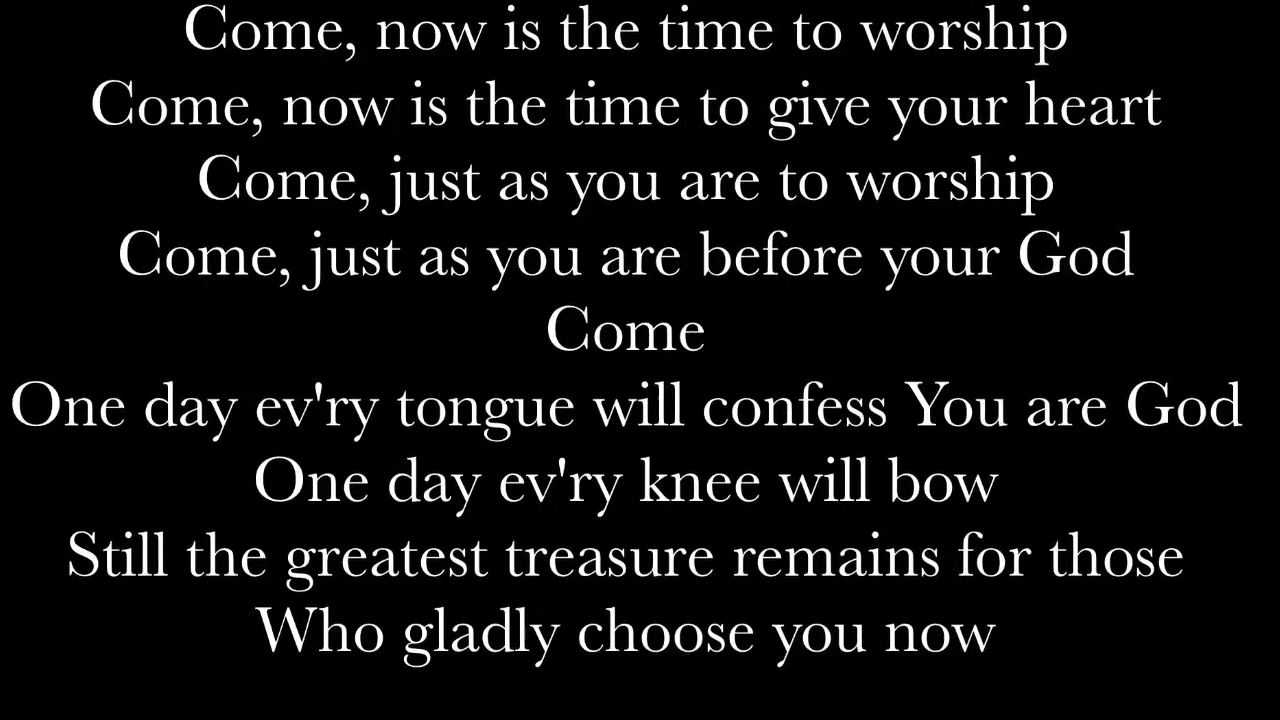 Come, now is the time to worship
Come, now is the time to give your heart
Come, just as you are to worship
Come, just as you are before your God
Come
One day ev'ry tongue will confess You are God
One day ev'ry knee will bow
Still the greatest treasure remains for those
Who gladly choose you now